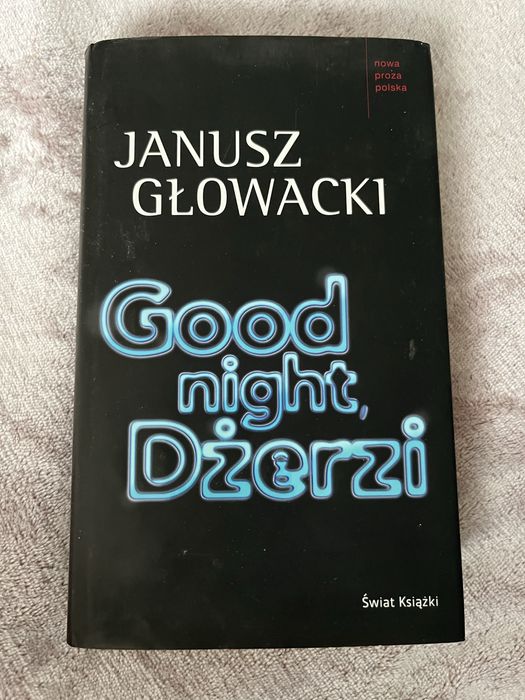 nowa
proza
polska
JANUSZ
GŁOWACKI
Good
night,
Dżerzi
Świat Książki